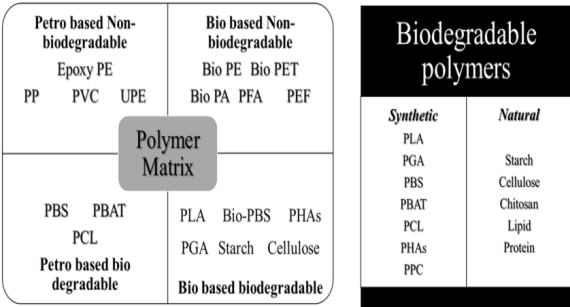 Petro based Non-
biodegradable
Epoxy PE
PP PVC UPE
Bio based Non-
biodegradable
Bio PE Bio PET
Bio PA PFA PEF
Polymer
Matrix
PBS PBAT
PCL
Petro based bio
degradable
PLA Bio-PBS PHAs
PGA Starch Cellulose
Bio based biodegradable
Biodegradable
polymers
Synthetic Natural
PLA
PGA Starch
PBS Cellulose
PBAT Chitosan
PCL Lipid
PHAs Protein
PPC